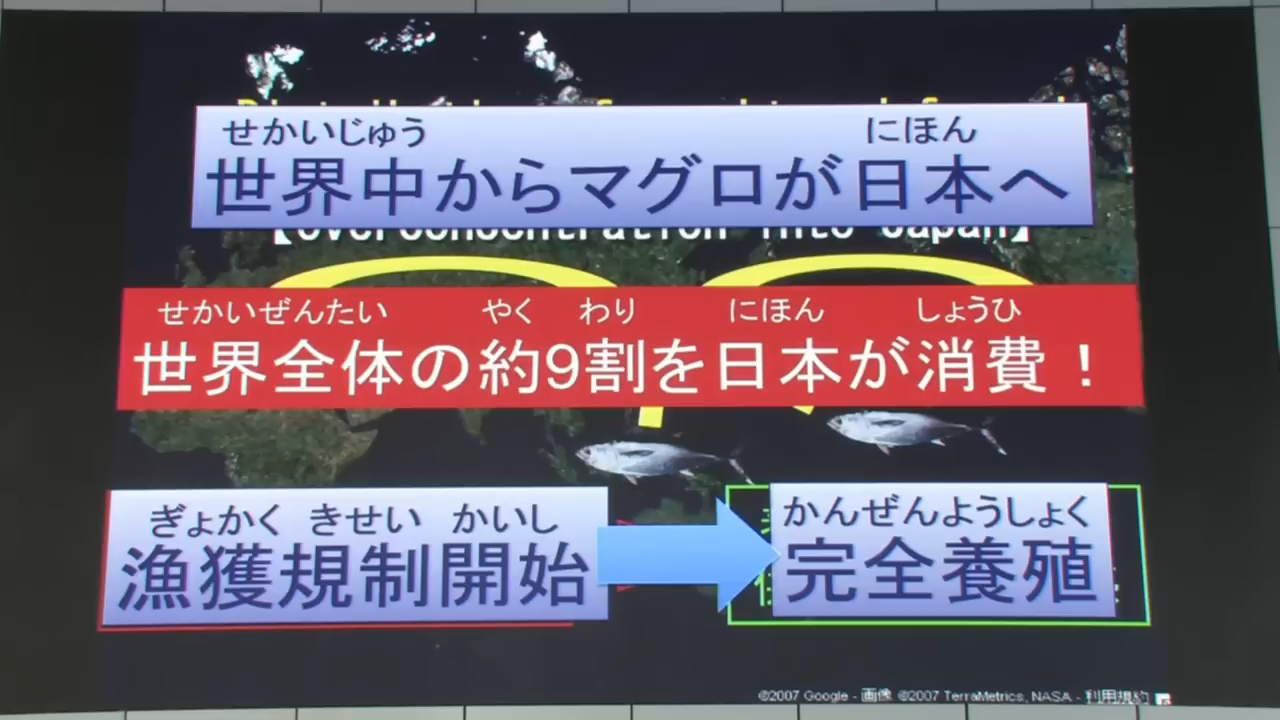 せかいじゅう にほん
世界中からマグロが日本へ
【Overconcentration into Japan】
せかいぜんたい やく わり にほん しょうひ
世界全体の約9割を日本が消費！
ぎょかく きせい かいし
漁獲規制開始
かんぜんようしょく
完全養殖
©2007 Google - 画像 ©2007 TerraMetrics, NASA - 利用規約